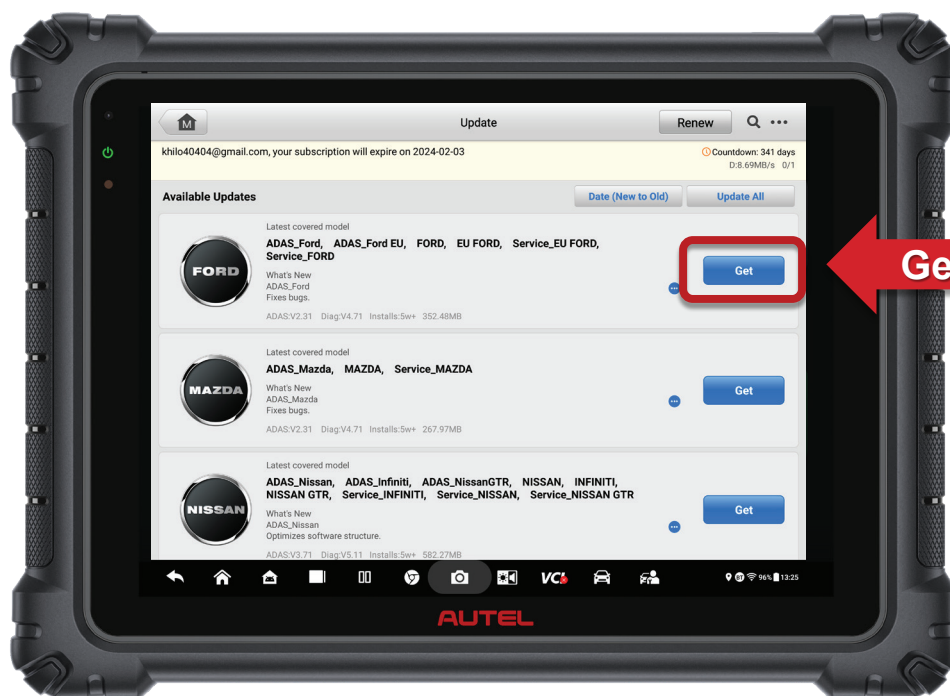 M
Update
Renew
khilo40404@gmail.com, your subscription will expire on 2024-02-03
Countdown: 341 days
D:8.69MB/s 0/1
Available Updates
Date (New to Old)
Update All
FORD
Latest covered model
ADAS_Ford, ADAS_Ford EU, FORD, EU FORD, Service_EU FORD,
Service_FORD
What's New
ADAS_Ford
Fixes bugs.
ADAS:V2.31 Diag:V4.71 Installs:5w+ 352.48MB
Get
Ge
MAZDA
Latest covered model
ADAS_Mazda, MAZDA, Service_MAZDA
What's New
ADAS_Mazda
Fixes bugs.
ADAS:V2.31 Diag:V4.71 Installs:5w+ 267.97MB
Get
NISSAN
Latest covered model
ADAS_Nissan, ADAS_Infiniti, ADAS_NissanGTR, NISSAN, INFINITI,
NISSAN GTR, Service_INFINITI, Service_NISSAN, Service_NISSAN GTR
What's New
ADAS_Nissan
Optimizes software structure.
ADAS:V3.71 Diag:V5.11 Installs:5w+ 582.27MB
Get
VCI
96% 13:25
AUTEL